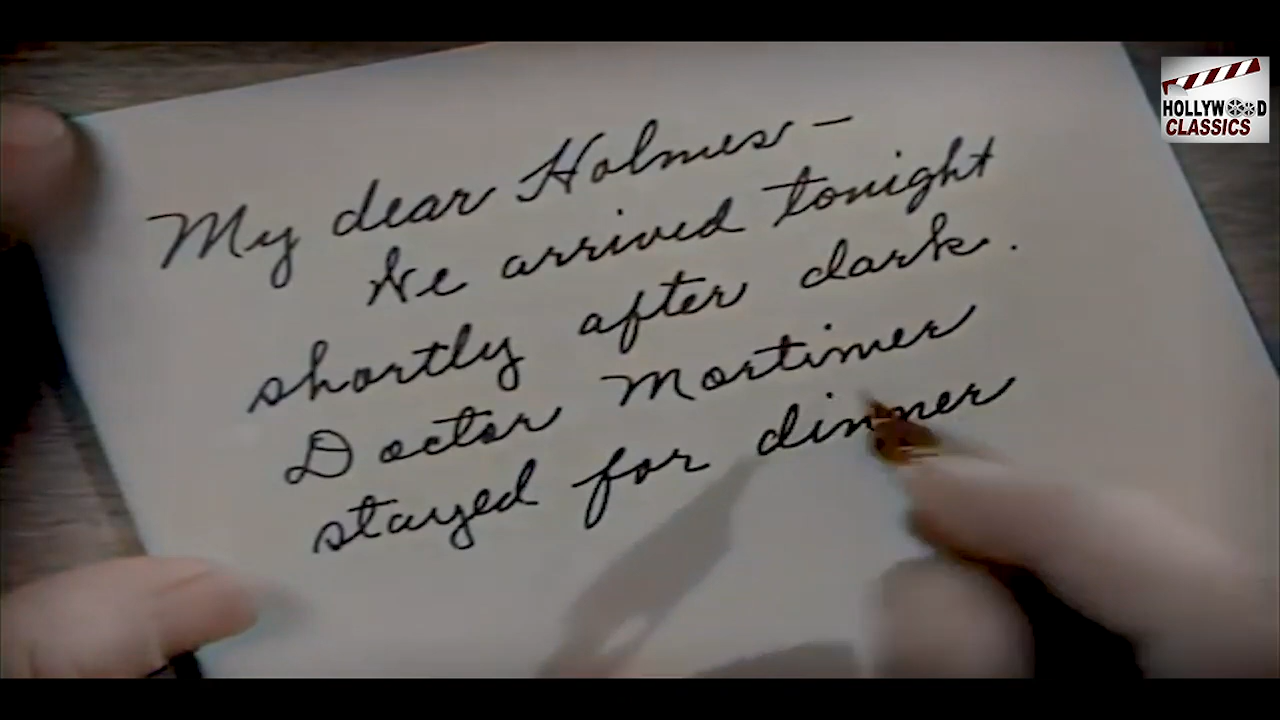 My dear Holmes –
We arrived tonight
shortly after dark.
Doctor Mortimer
stayed for dinner
HOLLYWOOD
CLASSICS